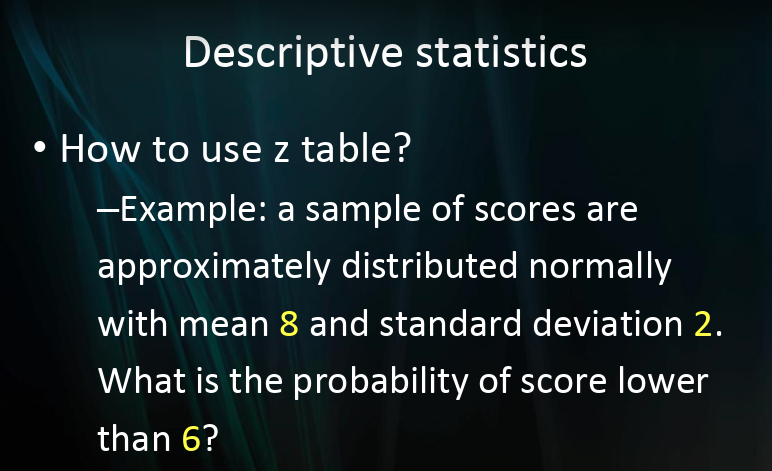 Descriptive statistics
• How to use z table?
–Example: a sample of scores are
approximately distributed normally
with mean 8 and standard deviation 2.
What is the probability of score lower
than 6?